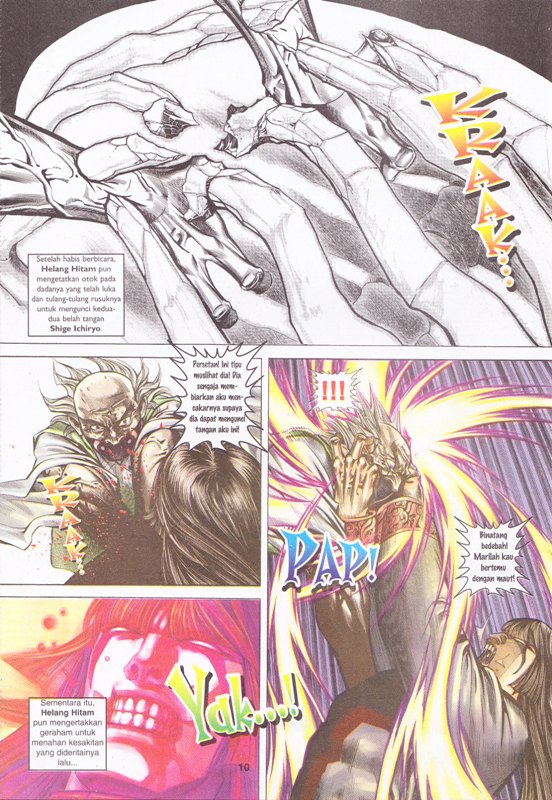 KRAAK...
Setelah habis berbicara,
Helang Hitam pun
mengetatkan otok pada
dadanya yang telah luka
dan tulang-tulang rusuknya
untuk mengunci kedua-
dua belah tangan
Shige Ichiryo.
Persetan! Ini tipu
muslihat dia! Dia
sengaja mem-
biarkan aku men-
cakarnya supaya
dia dapat mengunci
tangan aku ini!
KRAAK...
!!!
PAP!
Binatang
bedebah!
Marilah kau
bertemu
dengan maut!
Sementara itu,
Helang Hitam
pun mengertakkan
geraham untuk
menahan kesakitan
yang dideritainya
lalu...
Yak....!
10